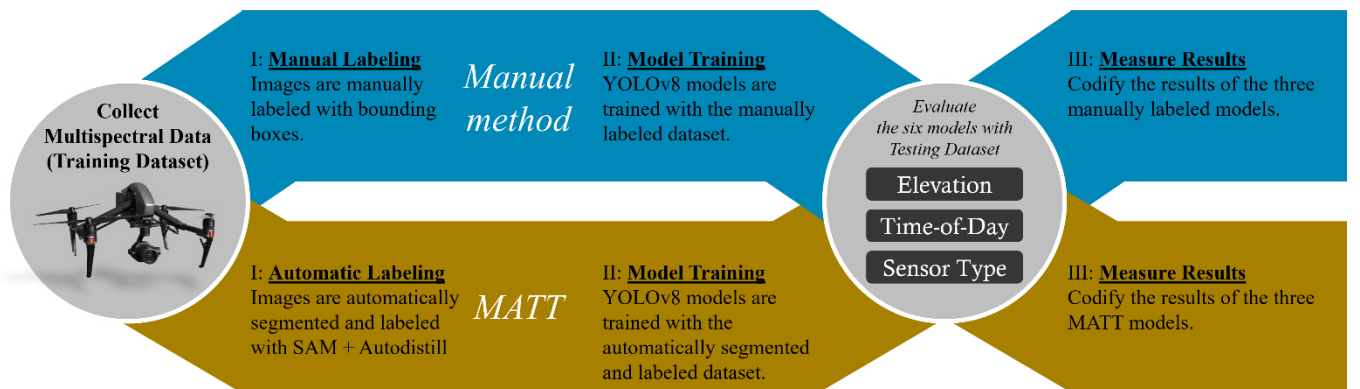 Collect
Multispectral Data
(Training Dataset)
I: Manual Labeling
Images are manually
labeled with bounding
boxes.
Manual
method
II: Model Training
YOLOv8 models are
trained with the manually
labeled dataset.
I: Automatic Labeling
Images are automatically
segmented and labeled
with SAM + Autodistill
MATT
II: Model Training
YOLOv8 models are
trained with the
automatically segmented
and labeled dataset.
Evaluate
the six models with
Testing Dataset
Elevation
Time-of-Day
Sensor Type
III: Measure Results
Codify the results of the three
manually labeled models.
III: Measure Results
Codify the results of the three
MATT models.